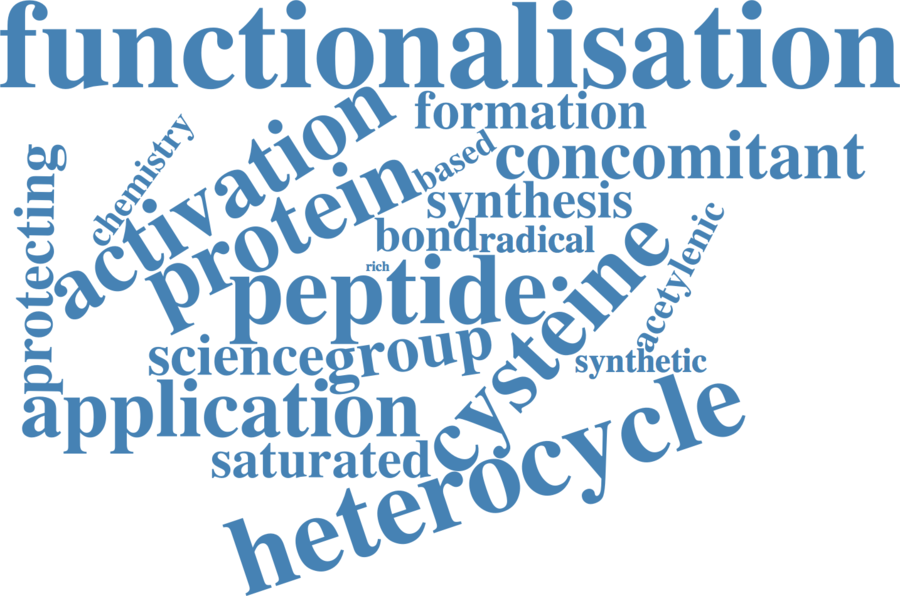 functionalisation
formation
activation
chemistry
concomitant
based
protein
protecting
synthesis
bond
radical
rich
peptide
cysteine
acetylenic
science
group
synthetic
application
saturated
heterocycle